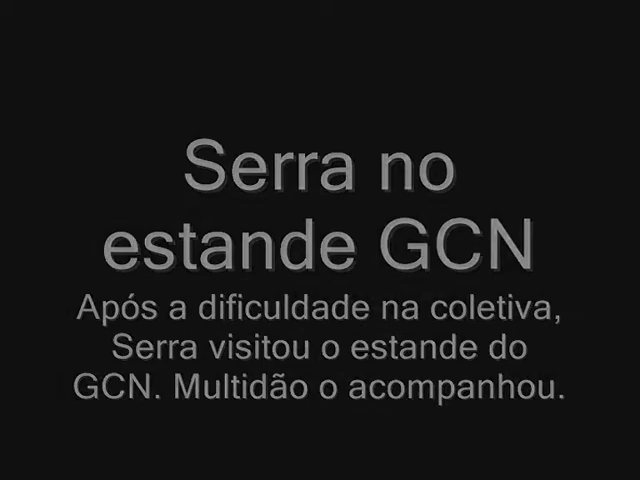 Serra no
estande GCN
Após a dificuldade na coletiva,
Serra visitou o estande do
GCN. Multidão o acompanhou.